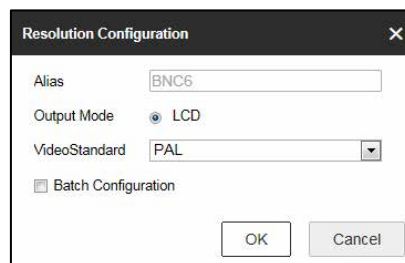 Resolution Configuration
Alias BNC6
Output Mode LCD
VideoStandard PAL
Batch Configuration
OK Cancel